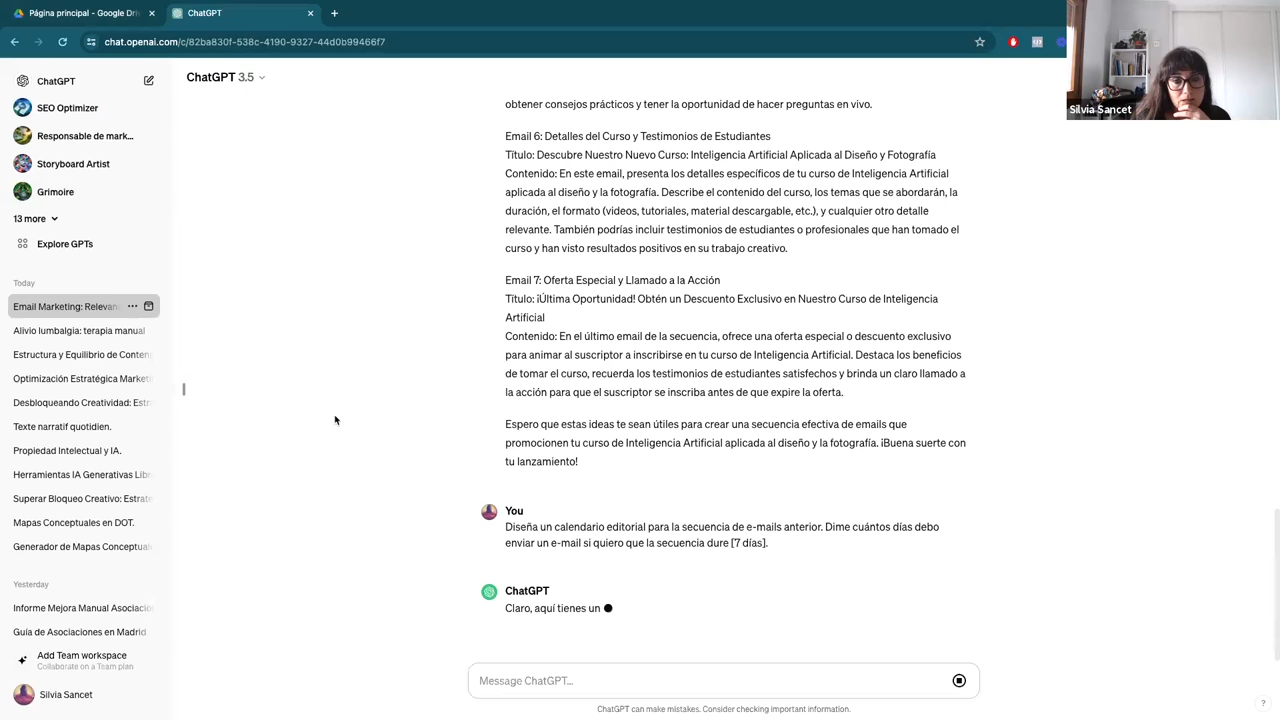 Página principal - Google Dri
ChatGPT
chat.openai.com/c/82ba830f-538c-4190-9327-44d0b99466f7
Silvia Sancet
ChatGPT
SEO Optimizer
Responsable de mark...
Storyboard Artist
Grimoire
13 more
Explore GPTs
Today
Email Marketing: Relevan
Alivio lumbalgia: terapia manual
Estructura y Equilibrio de Conten
Optimización Estratégica Marketi
Desbloqueando Creatividad: Estr
Texte narratif quotidien.
Propiedad Intelectual y IA.
Herramientas IA Generativas Libr
Superar Bloqueo Creativo: Estrate
Mapas Conceptuales en DOT.
Generador de Mapas Conceptual
Yesterday
Informe Mejora Manual Asociacio
Guía de Asociaciones en Madrid
Add Team workspace
Collaborate on a Team plan
Silvia Sancet
ChatGPT 3.5
obtener consejos prácticos y tener la oportunidad de hacer preguntas en vivo.
Email 6: Detalles del Curso y Testimonios de Estudiantes
Título: Descubre Nuestro Nuevo Curso: Inteligencia Artificial Aplicada al Diseño y Fotografía
Contenido: En este email, presenta los detalles específicos de tu curso de Inteligencia Artificial
aplicada al diseño y la fotografía. Describe el contenido del curso, los temas que se abordarán, la
duración, el formato (videos, tutoriales, material descargable, etc.), y cualquier otro detalle
relevante. También podrías incluir testimonios de estudiantes o profesionales que han tomado el
curso y han visto resultados positivos en su trabajo creativo.
Email 7: Oferta Especial y Llamado a la Acción
Título: ¡Última Oportunidad! Obtén un Descuento Exclusivo en Nuestro Curso de Inteligencia
Artificial
Contenido: En el último email de la secuencia, ofrece una oferta especial o descuento exclusivo
para animar al suscriptor a inscribirse en tu curso de Inteligencia Artificial. Destaca los beneficios
de tomar el curso, recuerda los testimonios de estudiantes satisfechos y brinda un claro llamado a
la acción para que el suscriptor se inscriba antes de que expire la oferta.
Espero que estas ideas te sean útiles para crear una secuencia efectiva de emails que
promocionen tu curso de Inteligencia Artificial aplicada al diseño y la fotografía. ¡Buena suerte con
tu lanzamiento!
You
Diseña un calendario editorial para la secuencia de e-mails anterior. Dime cuántos días debo
enviar un e-mail si quiero que la secuencia dure [7 días].
ChatGPT
Claro, aquí tienes un
Message ChatGPT...
ChatGPT can make mistakes. Consider checking important information.
?